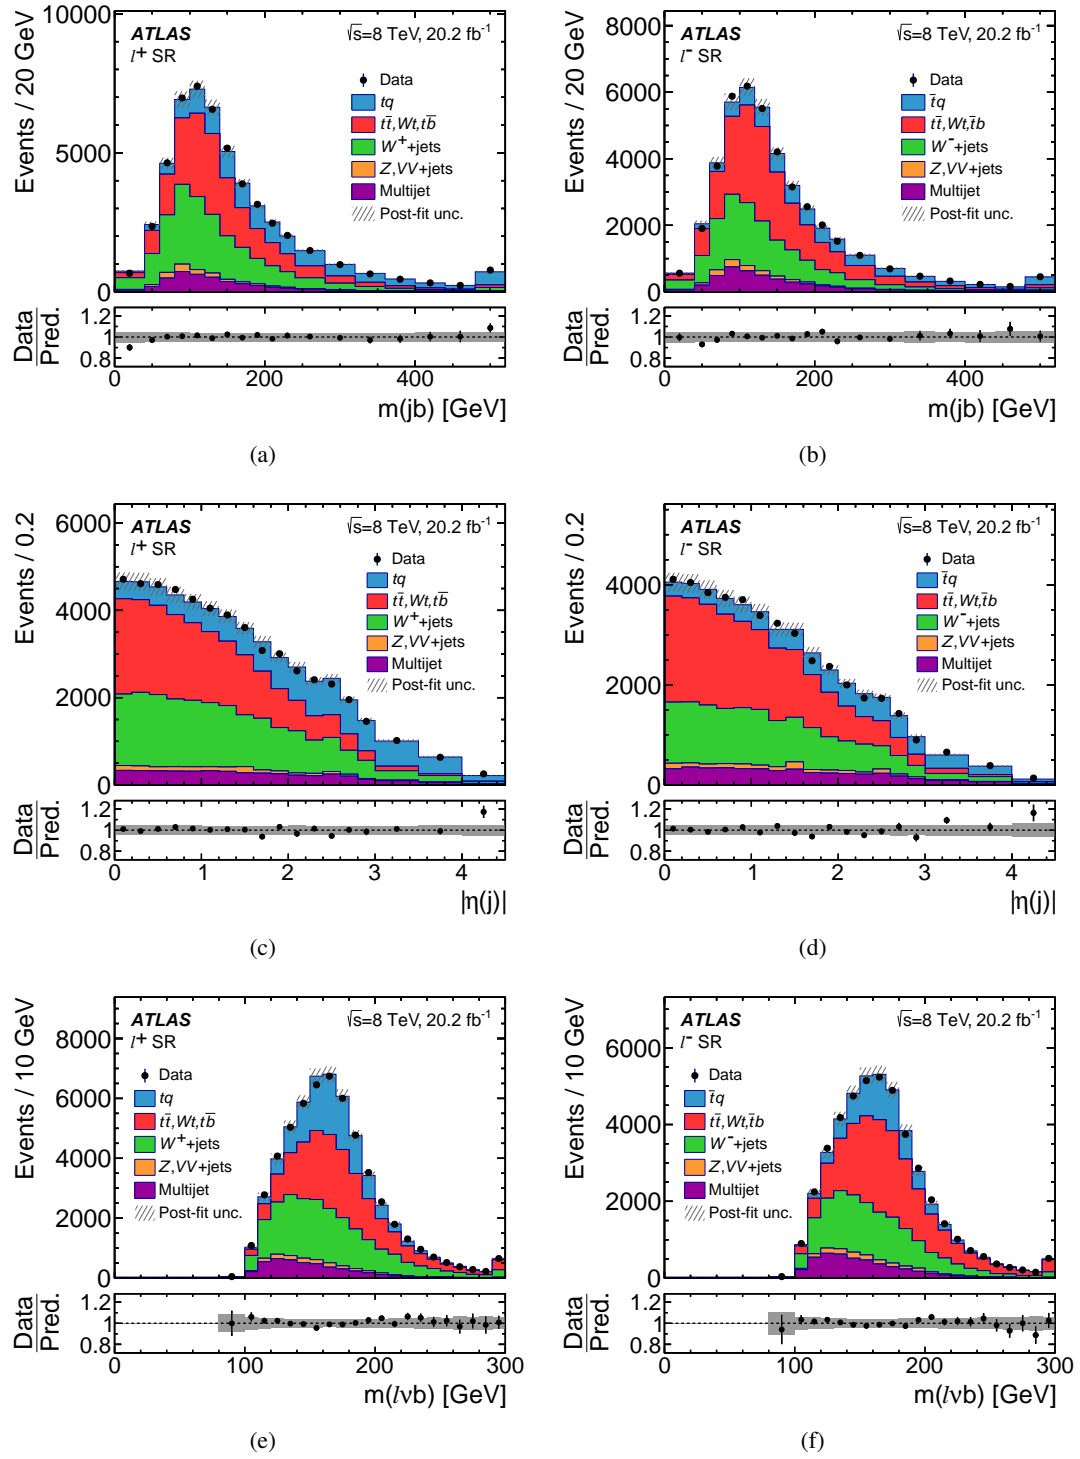 10000
5000
0
Events / 20 GeV
ATLAS
√s=8 TeV, 20.2 fb-1
l+ SR
Data
tq
tt̄,Wt,tb̄
W++jets
Z,VV+jets
Multijet
Post-fit unc.
Data
Pred.
1.2
1
0.8
0 200 400
m(jb) [GeV]
(a)
8000
6000
4000
2000
0
Events / 20 GeV
ATLAS
√s=8 TeV, 20.2 fb-1
l- SR
Data
t̄q
tt̄,Wt,t̄b
W-+jets
Z,VV+jets
Multijet
Post-fit unc.
Data
Pred.
1.2
1
0.8
0 200 400
m(jb) [GeV]
(b)
6000
4000
2000
0
Events / 0.2
ATLAS
√s=8 TeV, 20.2 fb-1
l+ SR
Data
tq
tt̄,Wt,tb̄
W++jets
Z,VV+jets
Multijet
Post-fit unc.
Data
Pred.
1.2
1
0.8
0 1 2 3 4
|η(j)|
(c)
4000
2000
0
Events / 0.2
ATLAS
√s=8 TeV, 20.2 fb-1
l- SR
Data
t̄q
tt̄,Wt,t̄b
W-+jets
Z,VV+jets
Multijet
Post-fit unc.
Data
Pred.
1.2
1
0.8
0 1 2 3 4
|η(j)|
(d)
8000
6000
4000
2000
0
Events / 10 GeV
ATLAS
√s=8 TeV, 20.2 fb-1
l+ SR
Data
tq
tt̄,Wt,tb̄
W++jets
Z,VV+jets
Multijet
Post-fit unc.
Data
Pred.
1.2
1
0.8
0 100 200 300
m(lνb) [GeV]
(e)
6000
4000
2000
0
Events / 10 GeV
ATLAS
√s=8 TeV, 20.2 fb-1
l- SR
Data
t̄q
tt̄,Wt,t̄b
W-+jets
Z,VV+jets
Multijet
Post-fit unc.
Data
Pred.
1.2
1
0.8
0 100 200 300
m(lνb) [GeV]
(f)